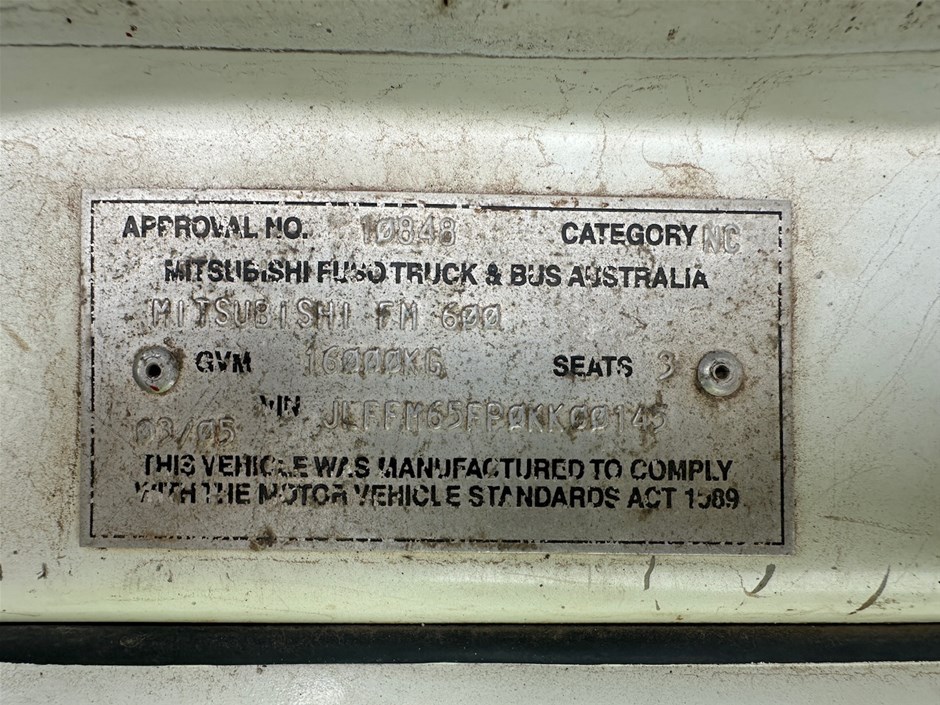 APPROVAL NO. 10848 CATEGORY NC
MITSUBISHI FUSO TRUCK & BUS AUSTRALIA
MITSUBISHI FM 600
GVM 16000KG SEATS 3
VIN
03/05
THIS VEHICLE WAS MANUFACTURED TO COMPLY
WITH THE MOTOR VEHICLE STANDARDS ACT 1989